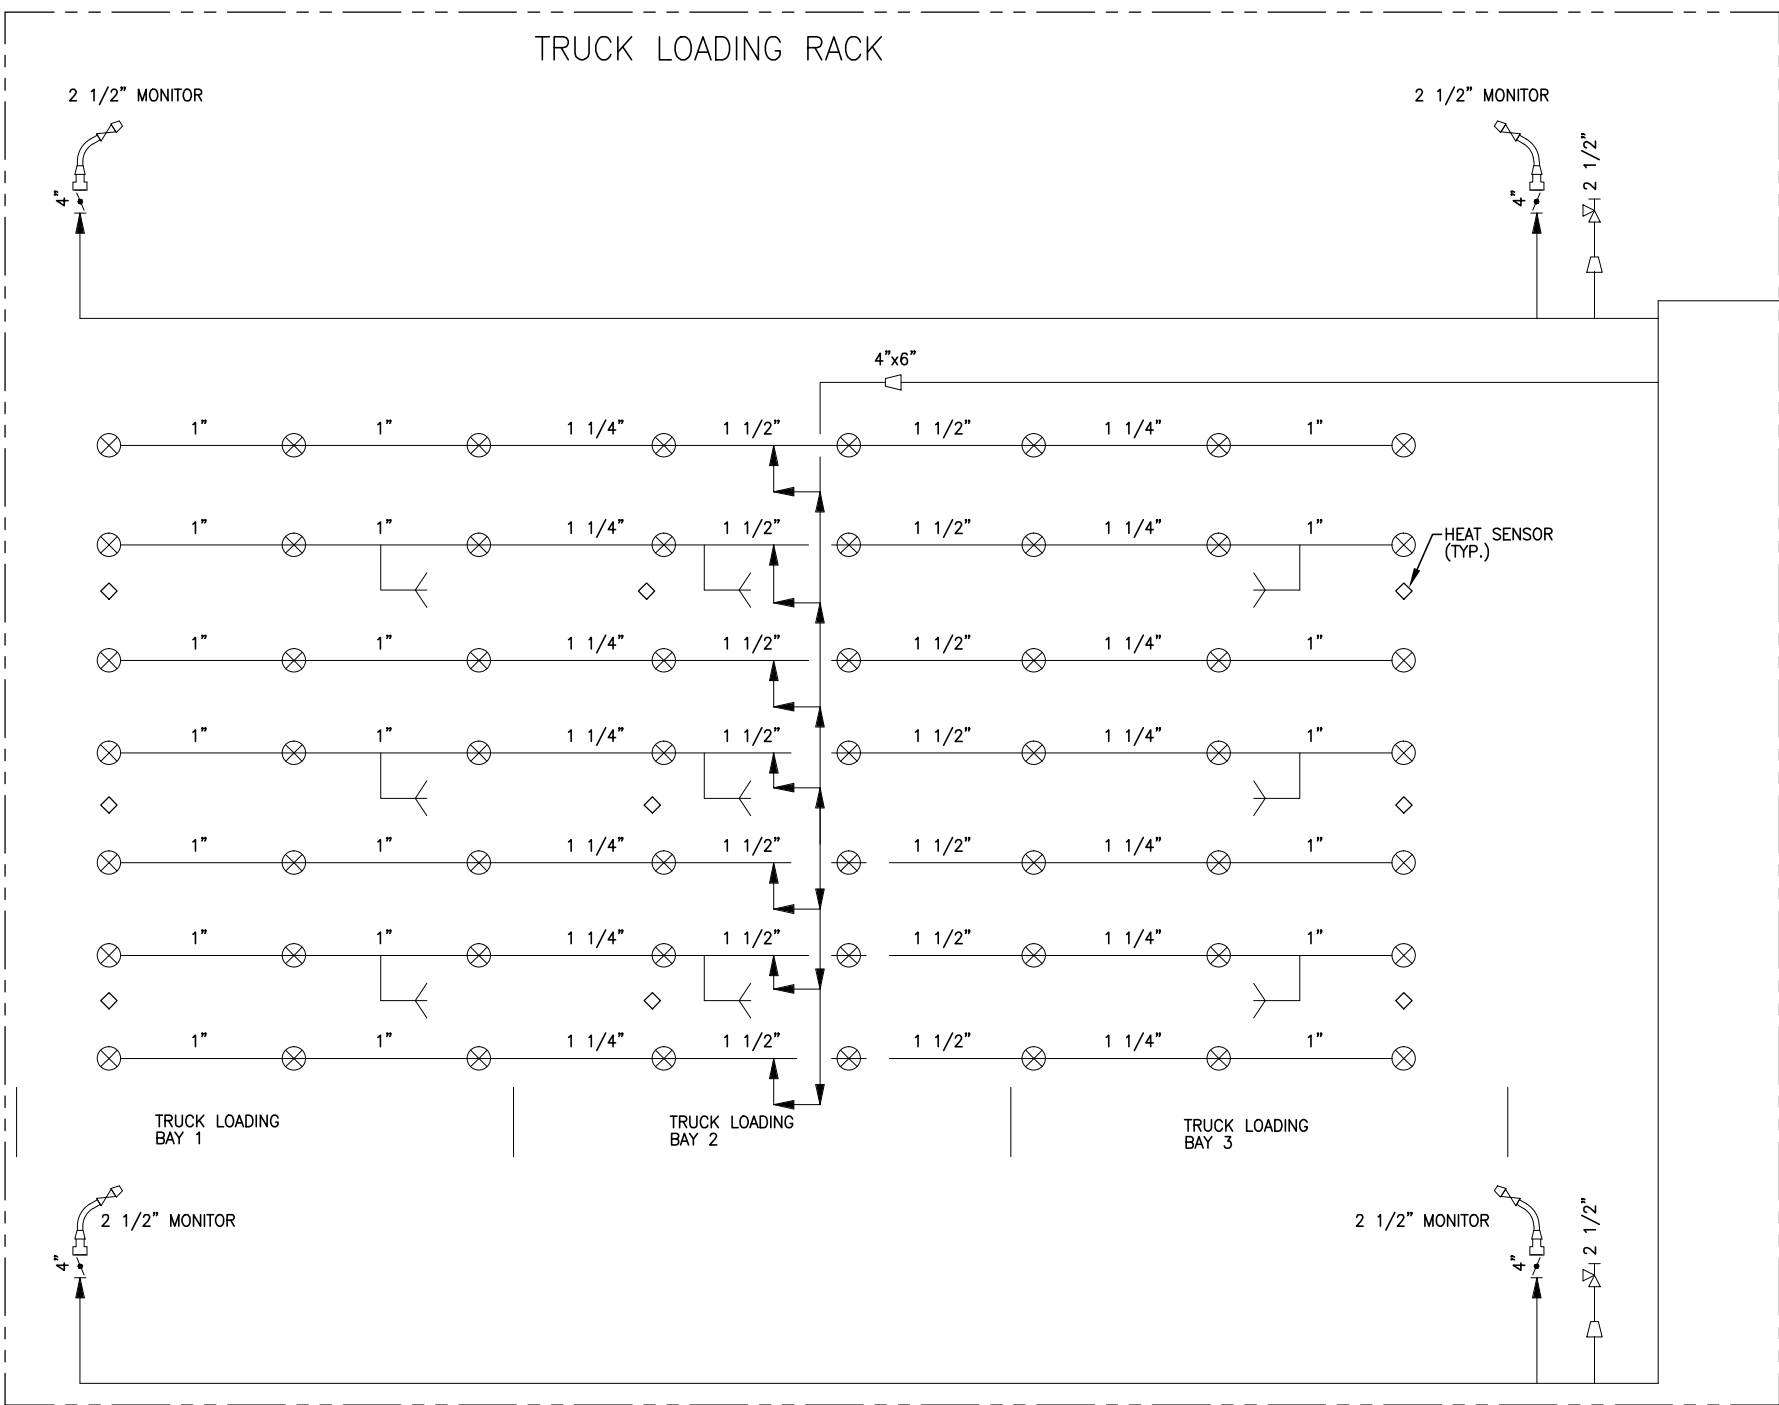 TRUCK LOADING RACK
2 1/2" MONITOR
2 1/2" MONITOR
2 1/2"
4"
4"
4"x6"
1" 1" 1 1/4" 1 1/2" 1 1/2" 1 1/4" 1"
1" 1" 1 1/4" 1 1/2" 1 1/2" 1 1/4" 1"
HEAT SENSOR
(TYP.)
1" 1" 1 1/4" 1 1/2" 1 1/2" 1 1/4" 1"
1" 1" 1 1/4" 1 1/2" 1 1/2" 1 1/4" 1"
1" 1" 1 1/4" 1 1/2" 1 1/2" 1 1/4" 1"
1" 1" 1 1/4" 1 1/2" 1 1/2" 1 1/4" 1"
1" 1" 1 1/4" 1 1/2" 1 1/2" 1 1/4" 1"
TRUCK LOADING
BAY 1
TRUCK LOADING
BAY 2
TRUCK LOADING
BAY 3
2 1/2" MONITOR
2 1/2" MONITOR
2 1/2"
4"
4"